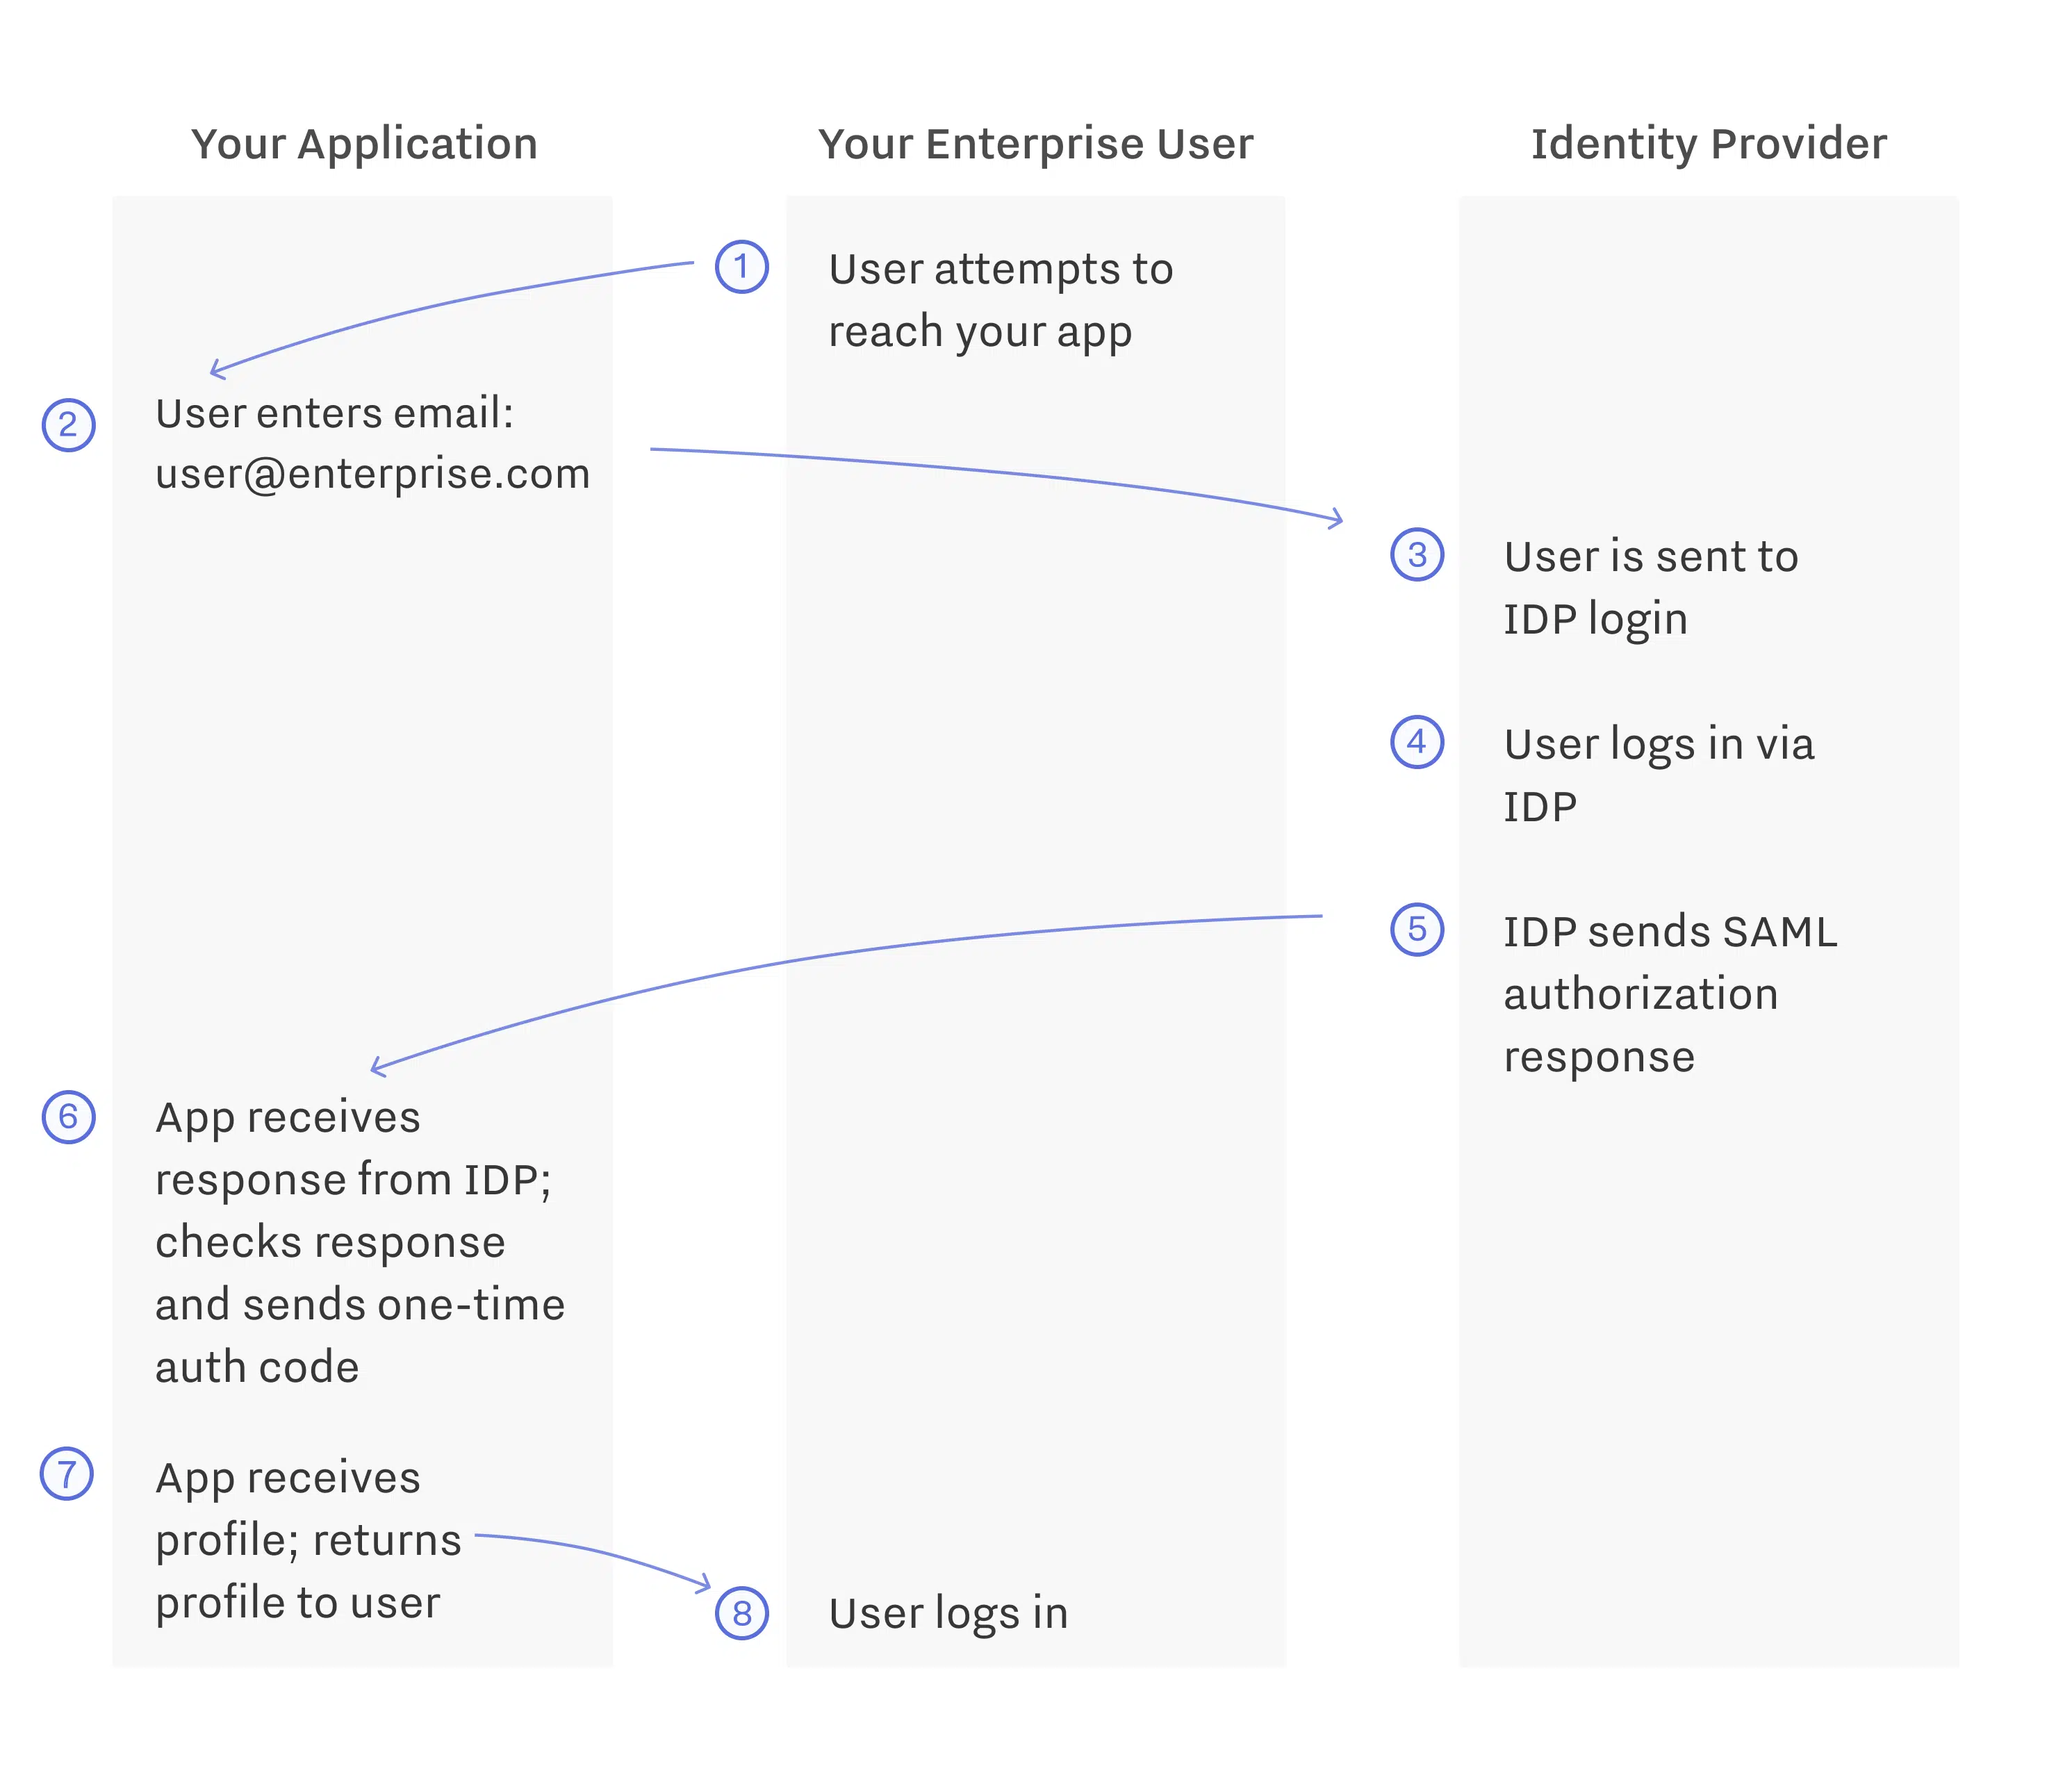 Your Application
Your Enterprise User
Identity Provider
1
User attempts to
reach your app
2
User enters email:
user@enterprise.com
3
User is sent to
IDP login
4
User logs in via
IDP
5
IDP sends SAML
authorization
response
6
App receives
response from IDP;
checks response
and sends one-time
auth code
7
App receives
profile; returns
profile to user
8
User logs in